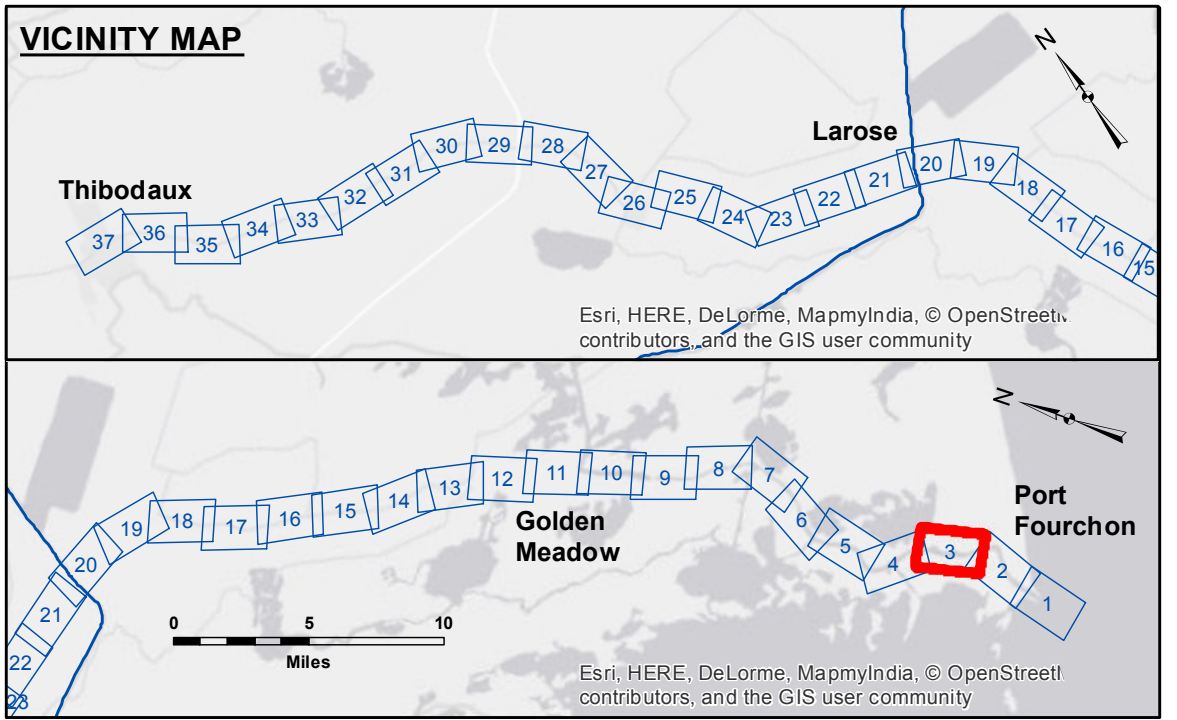 VICINITY MAP
N
Larose
Thibodaux
37 36 35 34 33 32 31 30 29 28 27 26 25 24 23 22 21 20 19 18 17 16 15
Esri, HERE, DeLorme, MapmyIndia, © OpenStreet
contributors, and the GIS user community
N
Port
Fourchon
Golden
Meadow
23 22 21 20 19 18 17 16 15 14 13 12 11 10 9 8 7 6 5 4 3 2 1
0 5 10
Miles
Esri, HERE, DeLorme, MapmyIndia, © OpenStreet
contributors, and the GIS user community